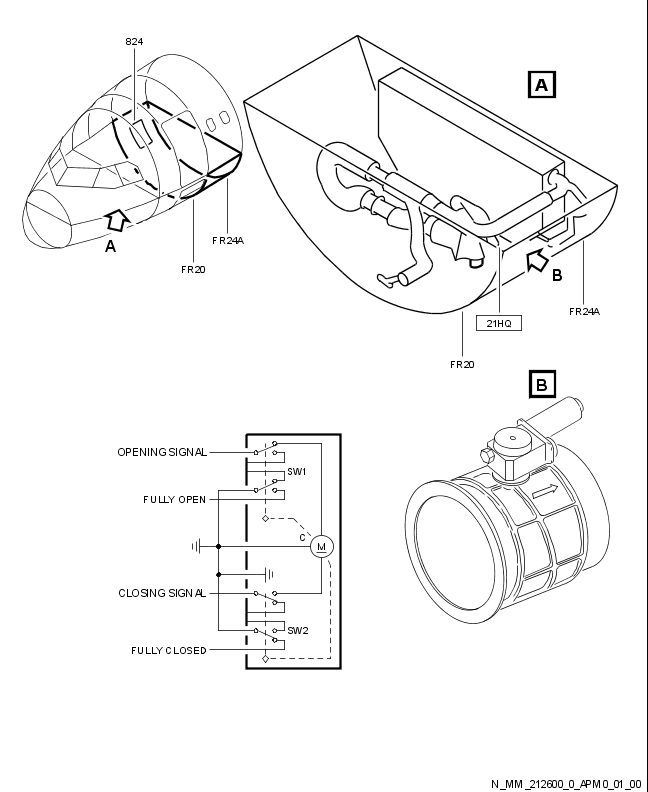 824
A
FR24A
FR20
A
B
21HQ
FR24A
FR20
B
OPENING SIGNAL
SW1
FULLY OPEN
C
M
CLOSING SIGNAL
SW2
FULLY CLOSED
N_MM_212600_0_APM0_01_00